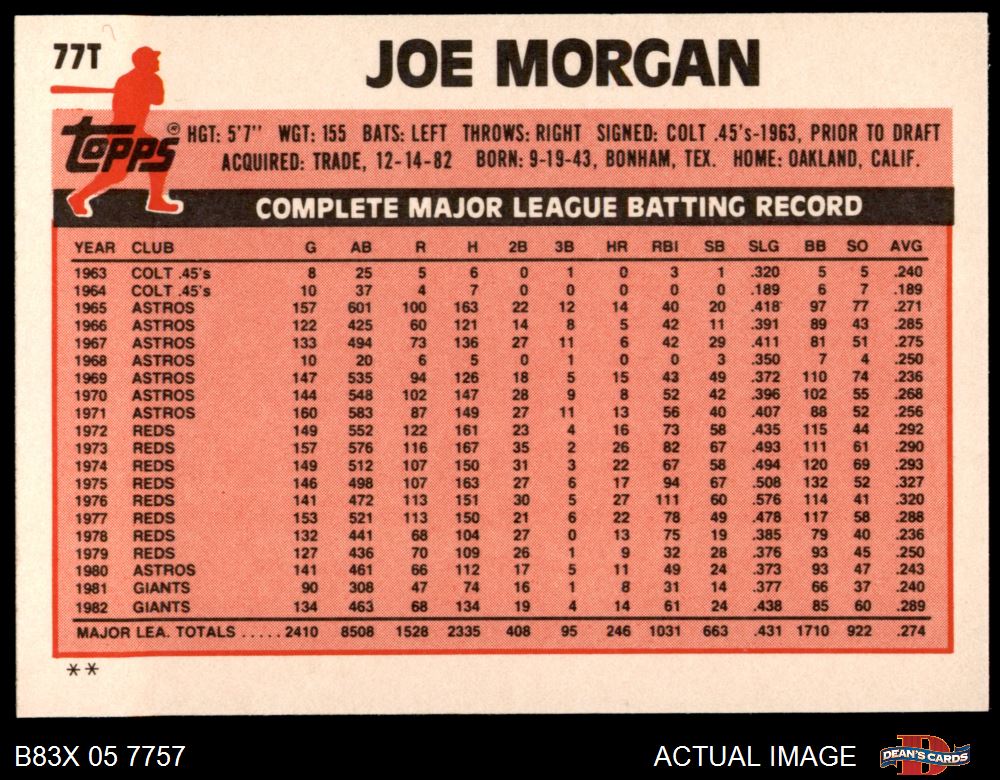 77T
JOE MORGAN
topps®
HGT: 5'7" WGT: 155 BATS: LEFT THROWS: RIGHT SIGNED: COLT .45's-1963, PRIOR TO DRAFT
ACQUIRED: TRADE, 12-14-82 BORN: 9-19-43, BONHAM, TEX. HOME: OAKLAND, CALIF.
COMPLETE MAJOR LEAGUE BATTING RECORD
YEAR CLUB G AB R H 2B 3B HR RBI SB SLG BB SO AVG
1963 COLT .45's 8 25 5 6 0 1 0 3 1 .320 5 5 .240
1964 COLT .45's 10 37 4 7 0 0 0 0 0 .189 6 7 .189
1965 ASTROS 157 601 100 163 22 12 14 40 20 .418 97 77 .271
1966 ASTROS 122 425 60 121 14 8 5 42 11 .391 89 43 .285
1967 ASTROS 133 494 73 136 27 11 6 42 29 .411 81 51 .275
1968 ASTROS 10 20 6 5 0 1 0 0 3 .350 7 4 .250
1969 ASTROS 147 535 94 126 18 5 15 43 49 .372 110 74 .236
1970 ASTROS 144 548 102 147 28 9 8 52 42 .396 102 55 .268
1971 ASTROS 160 583 87 149 27 11 13 56 40 .407 88 52 .256
1972 REDS 149 552 122 161 23 4 16 73 58 .435 115 44 .292
1973 REDS 157 576 116 167 35 2 26 82 67 .493 111 61 .290
1974 REDS 149 512 107 150 31 3 22 67 58 .494 120 69 .293
1975 REDS 146 498 107 163 27 6 17 94 67 .508 132 52 .327
1976 REDS 141 472 113 151 30 5 27 111 60 .576 114 41 .320
1977 REDS 153 521 113 150 21 6 22 78 49 .478 117 58 .288
1978 REDS 132 441 68 104 27 0 13 75 19 .385 79 40 .236
1979 REDS 127 436 70 109 26 1 9 32 28 .376 93 45 .250
1980 ASTROS 141 461 66 112 17 5 11 49 24 .373 93 47 .243
1981 GIANTS 90 308 47 74 16 1 8 31 14 .377 66 37 .240
1982 GIANTS 134 463 68 134 19 4 14 61 24 .438 85 60 .289
MAJOR LEA. TOTALS ..... 2410 8508 1528 2335 408 95 246 1031 663 .431 1710 922 .274
**
B83X 05 7757 ACTUAL IMAGE DEAN'S CARDS